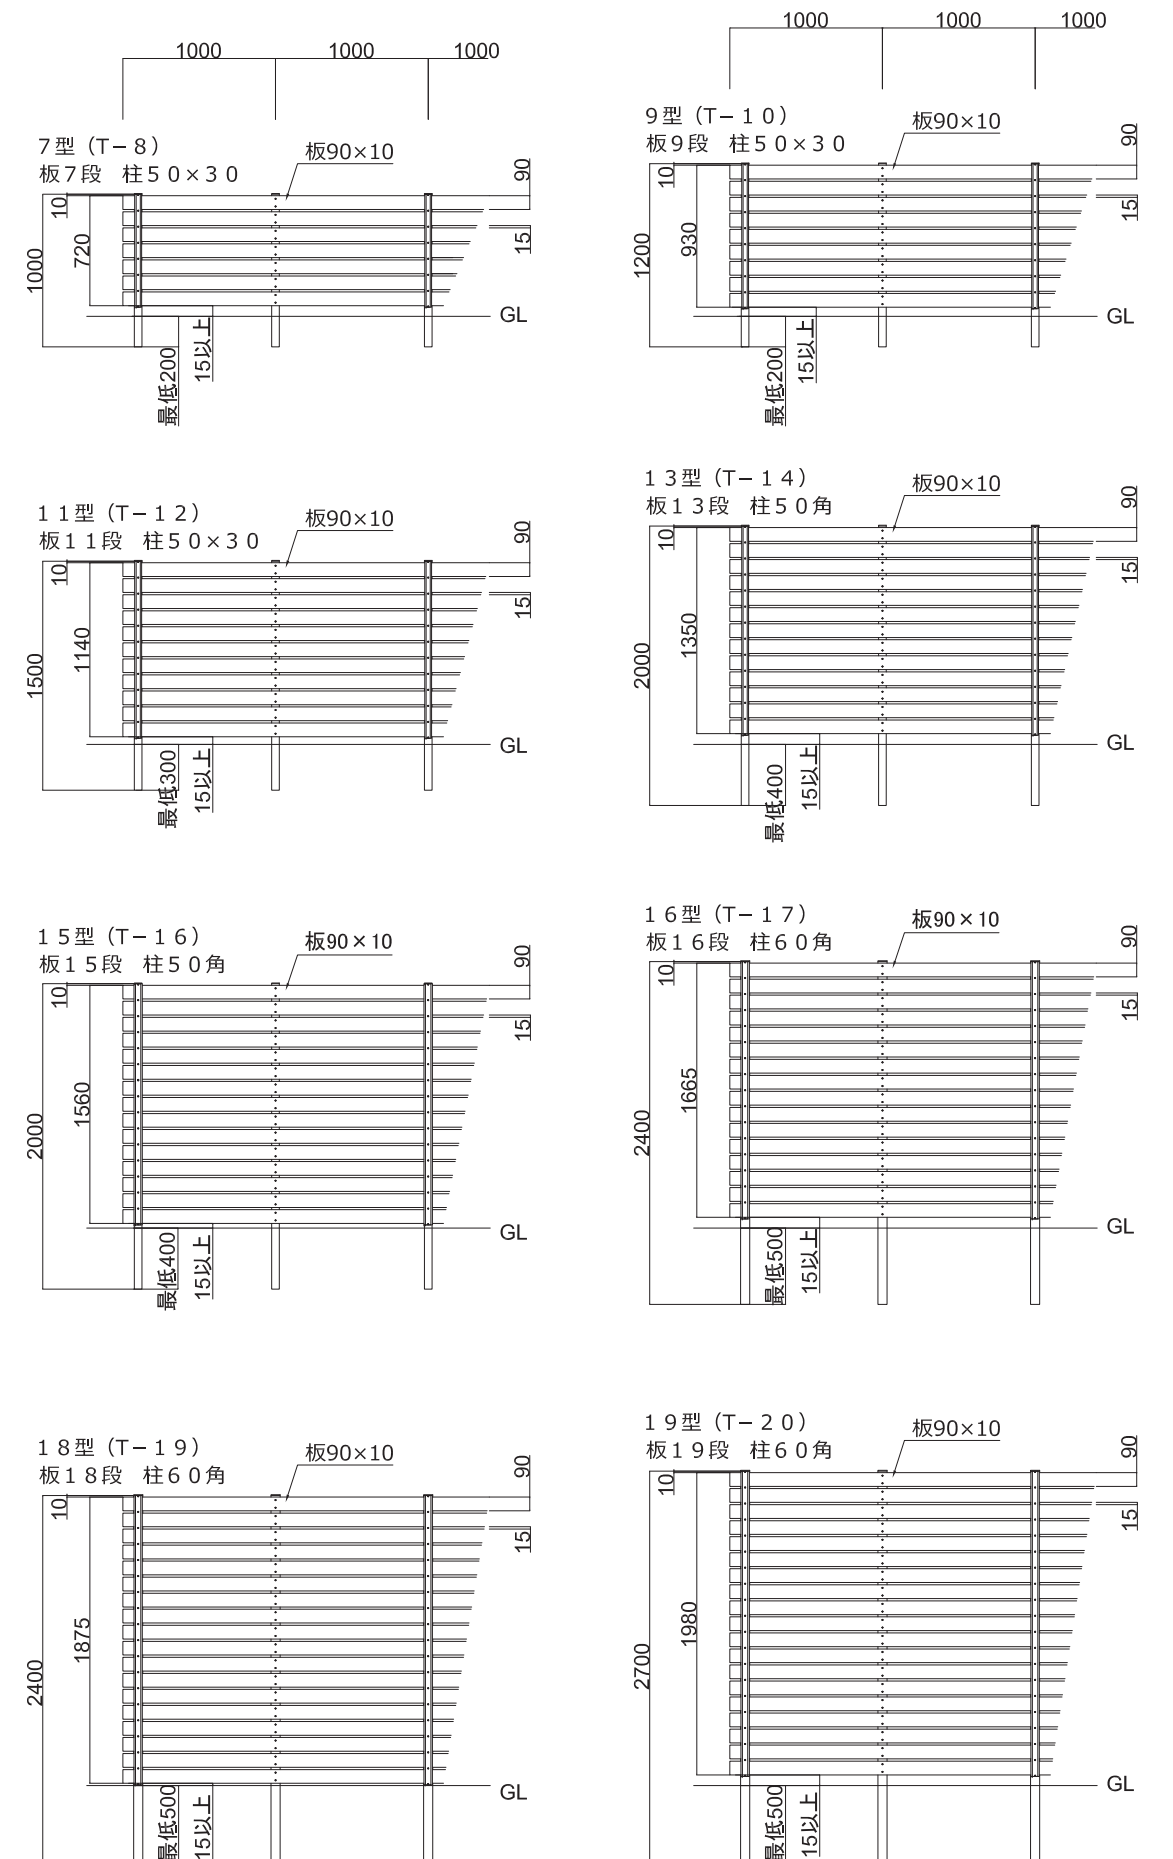 1000 1000 1000
7型（T－8）
板7段　柱50×30
板90×10
90
10
15
1000
720
GL
最低200
15以上
1000 1000 1000
9型（T－10）
板9段　柱50×30
板90×10
90
10
15
1200
930
GL
最低200
15以上
11型（T－12）
板11段　柱50×30
板90×10
90
10
15
1500
1140
GL
最低300
15以上
13型（T－14）
板13段　柱50角
板90×10
90
10
15
2000
1350
GL
最低400
15以上
15型（T－16）
板15段　柱50角
板90×10
90
10
15
2000
1560
GL
最低400
15以上
16型（T－17）
板16段　柱60角
板90×10
90
10
15
2400
1665
GL
最低500
15以上
18型（T－19）
板18段　柱60角
板90×10
90
10
15
2400
1875
GL
最低500
15以上
19型（T－20）
板19段　柱60角
板90×10
90
10
15
2700
1980
GL
最低500
15以上